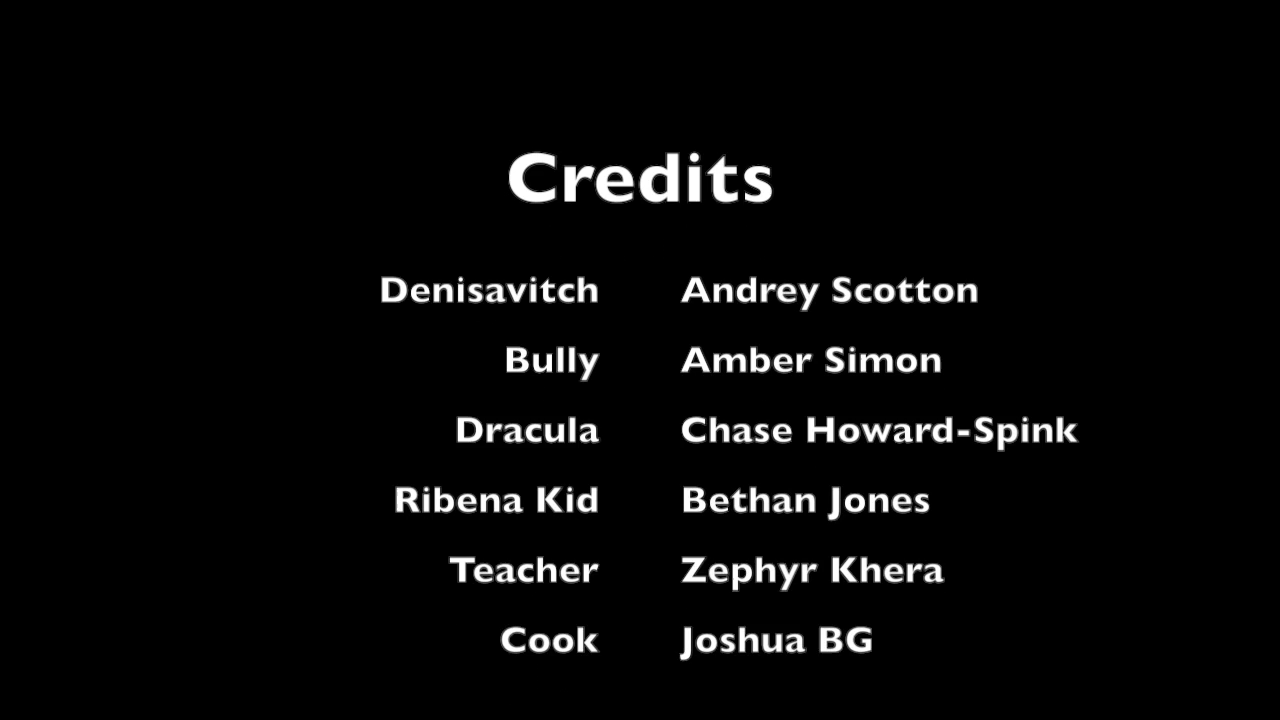 Credits
Denisavitch Andrey Scotton
Bully Amber Simon
Dracula Chase Howard-Spink
Ribena Kid Bethan Jones
Teacher Zephyr Khera
Cook Joshua BG